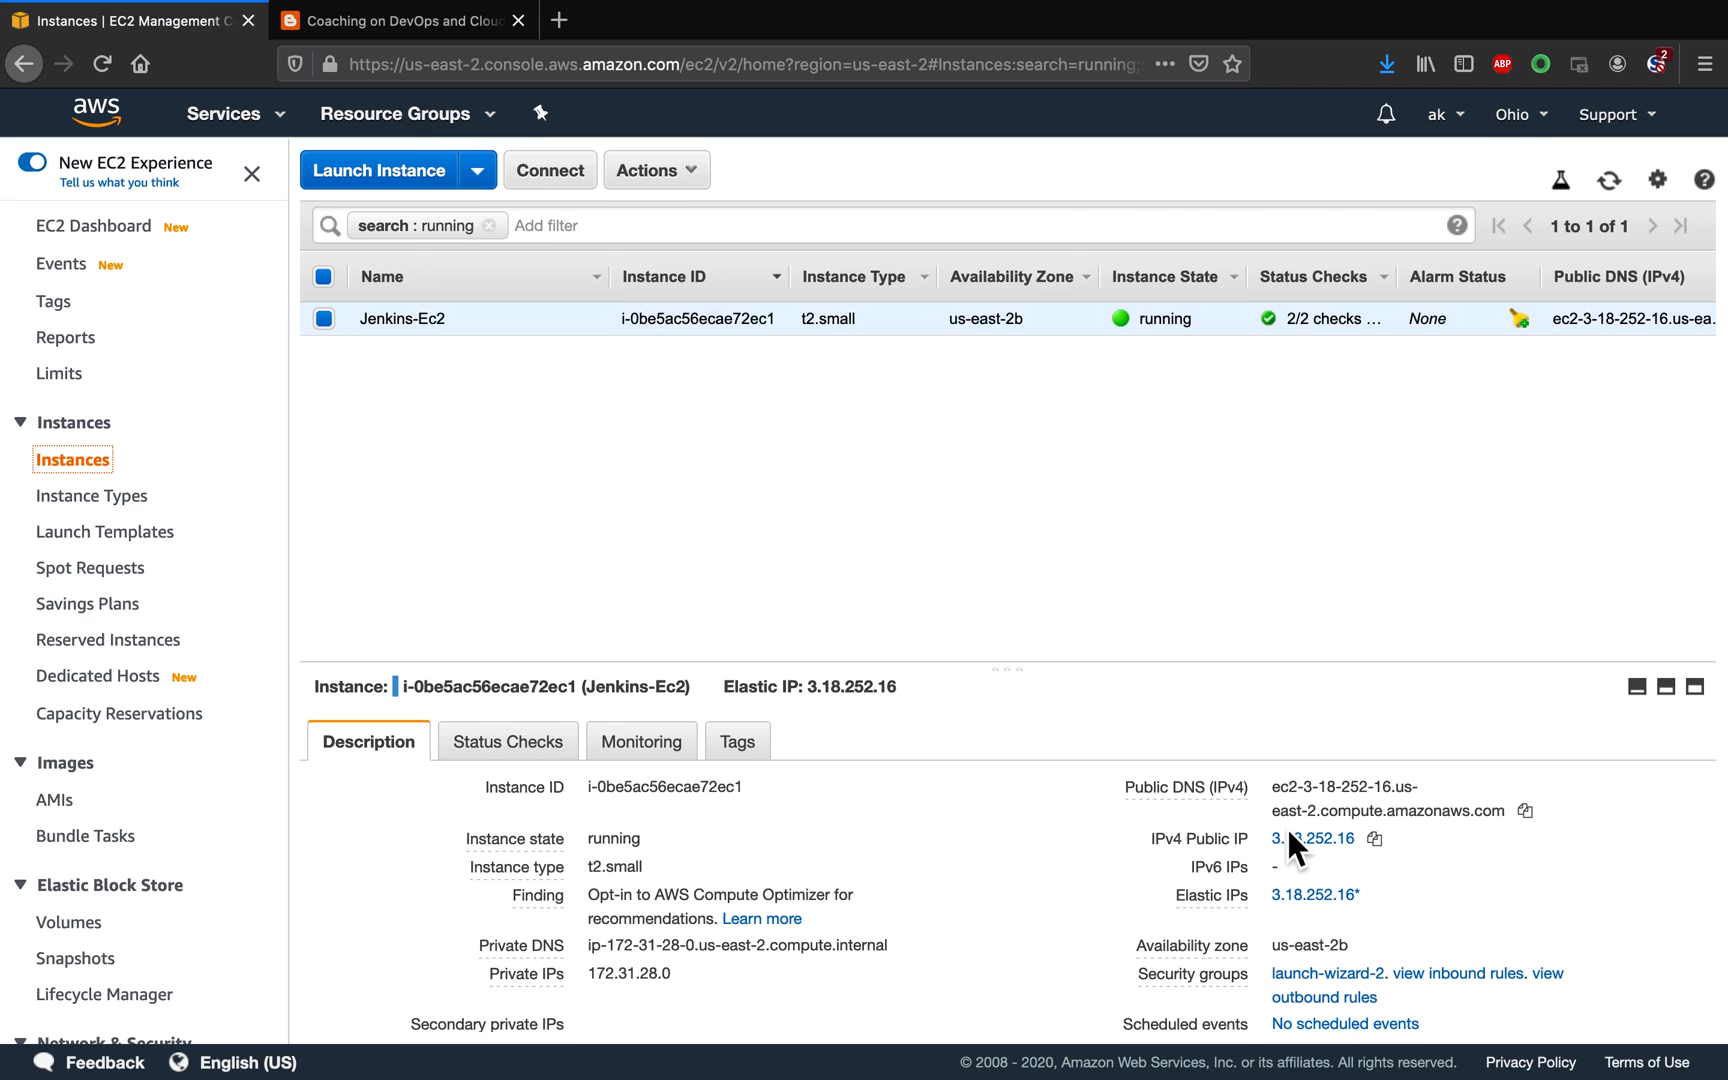 Instances | EC2 Management C
Coaching on DevOps and Clou
https://us-east-2.console.aws.amazon.com/ec2/v2/home?region=us-east-2#Instances:search=running;
ABP
2
aws
Services
Resource Groups
ak
Ohio
Support
New EC2 Experience
Tell us what you think
Launch Instance
Connect
Actions
search : running
Add filter
1 to 1 of 1
EC2 Dashboard New
Events New
Tags
Reports
Limits
Instances
Instances
Instance Types
Launch Templates
Spot Requests
Savings Plans
Reserved Instances
Dedicated Hosts New
Capacity Reservations
Images
AMIs
Bundle Tasks
Elastic Block Store
Volumes
Snapshots
Lifecycle Manager
Network & Security
Name Instance ID Instance Type Availability Zone Instance State Status Checks Alarm Status Public DNS (IPv4)
Jenkins-Ec2 i-0be5ac56ecae72ec1 t2.small us-east-2b running 2/2 checks ... None ec2-3-18-252-16.us-ea.
Instance: i-0be5ac56ecae72ec1 (Jenkins-Ec2) Elastic IP: 3.18.252.16
Description
Status Checks
Monitoring
Tags
Instance ID i-0be5ac56ecae72ec1
Instance state running
Instance type t2.small
Finding Opt-in to AWS Compute Optimizer for
recommendations. Learn more
Private DNS ip-172-31-28-0.us-east-2.compute.internal
Private IPs 172.31.28.0
Secondary private IPs
Public DNS (IPv4) ec2-3-18-252-16.us-
east-2.compute.amazonaws.com
IPv4 Public IP
IPv6 IPs -
Elastic IPs 3.18.252.16*
Availability zone us-east-2b
Security groups launch-wizard-2. view inbound rules. view
outbound rules
Scheduled events No scheduled events
Feedback
English (US)
© 2008 - 2020, Amazon Web Services, Inc. or its affiliates. All rights reserved.
Privacy Policy
Terms of Use